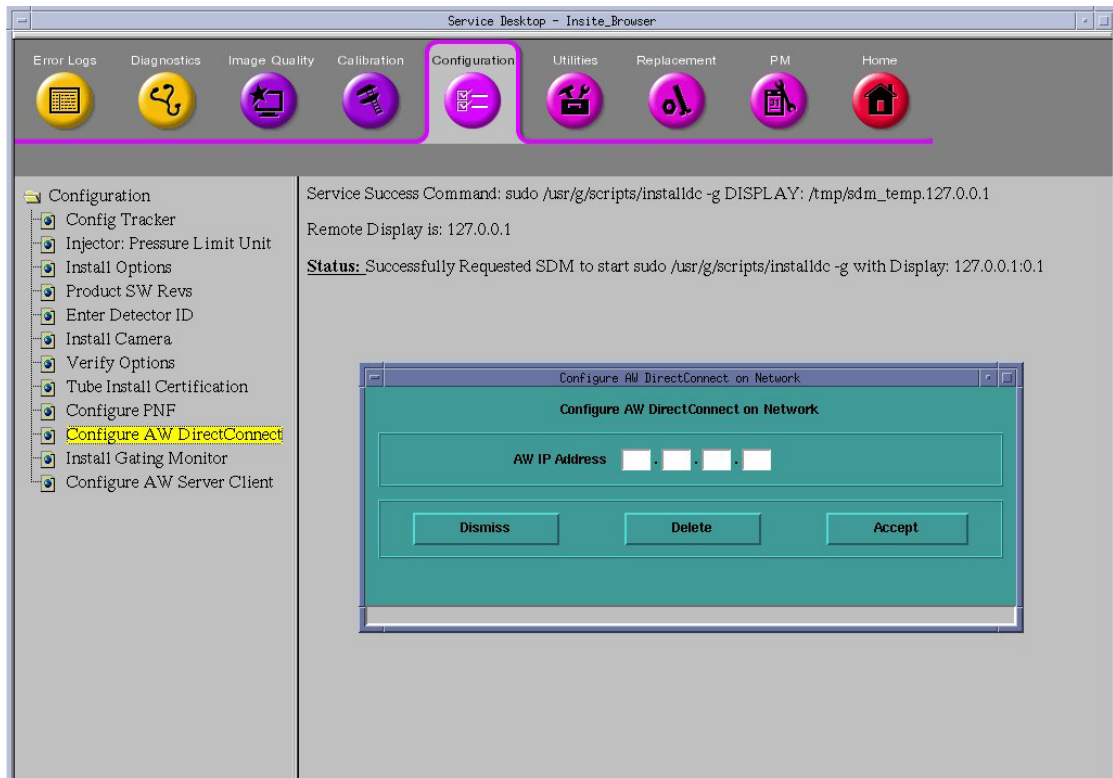 Service Desktop - Insite_Browser
Error Logs
Diagnostics
Image Quality
Calibration
Configuration
Utilities
Replacement
PM
Home
31
Configuration
Config Tracker
Injector: Pressure Limit Unit
Install Options
Product SW Revs
Enter Detector ID
Install Camera
Verify Options
Tube Install Certification
Configure PNF
Configure AW DirectConnect
Install Gating Monitor
Configure AW Server Client
Service Success Command: sudo /usr/g/scripts/installdc -g DISPLAY: /tmp/sdm_temp.127.0.0.1
Remote Display is: 127.0.0.1
Status: Successfully Requested SDM to start sudo /usr/g/scripts/installdc -g with Display: 127.0.0.1:0.1
Configure AW DirectConnect on Network
Configure AW DirectConnect on Network
AW IP Address . . .
Dismiss
Delete
Accept